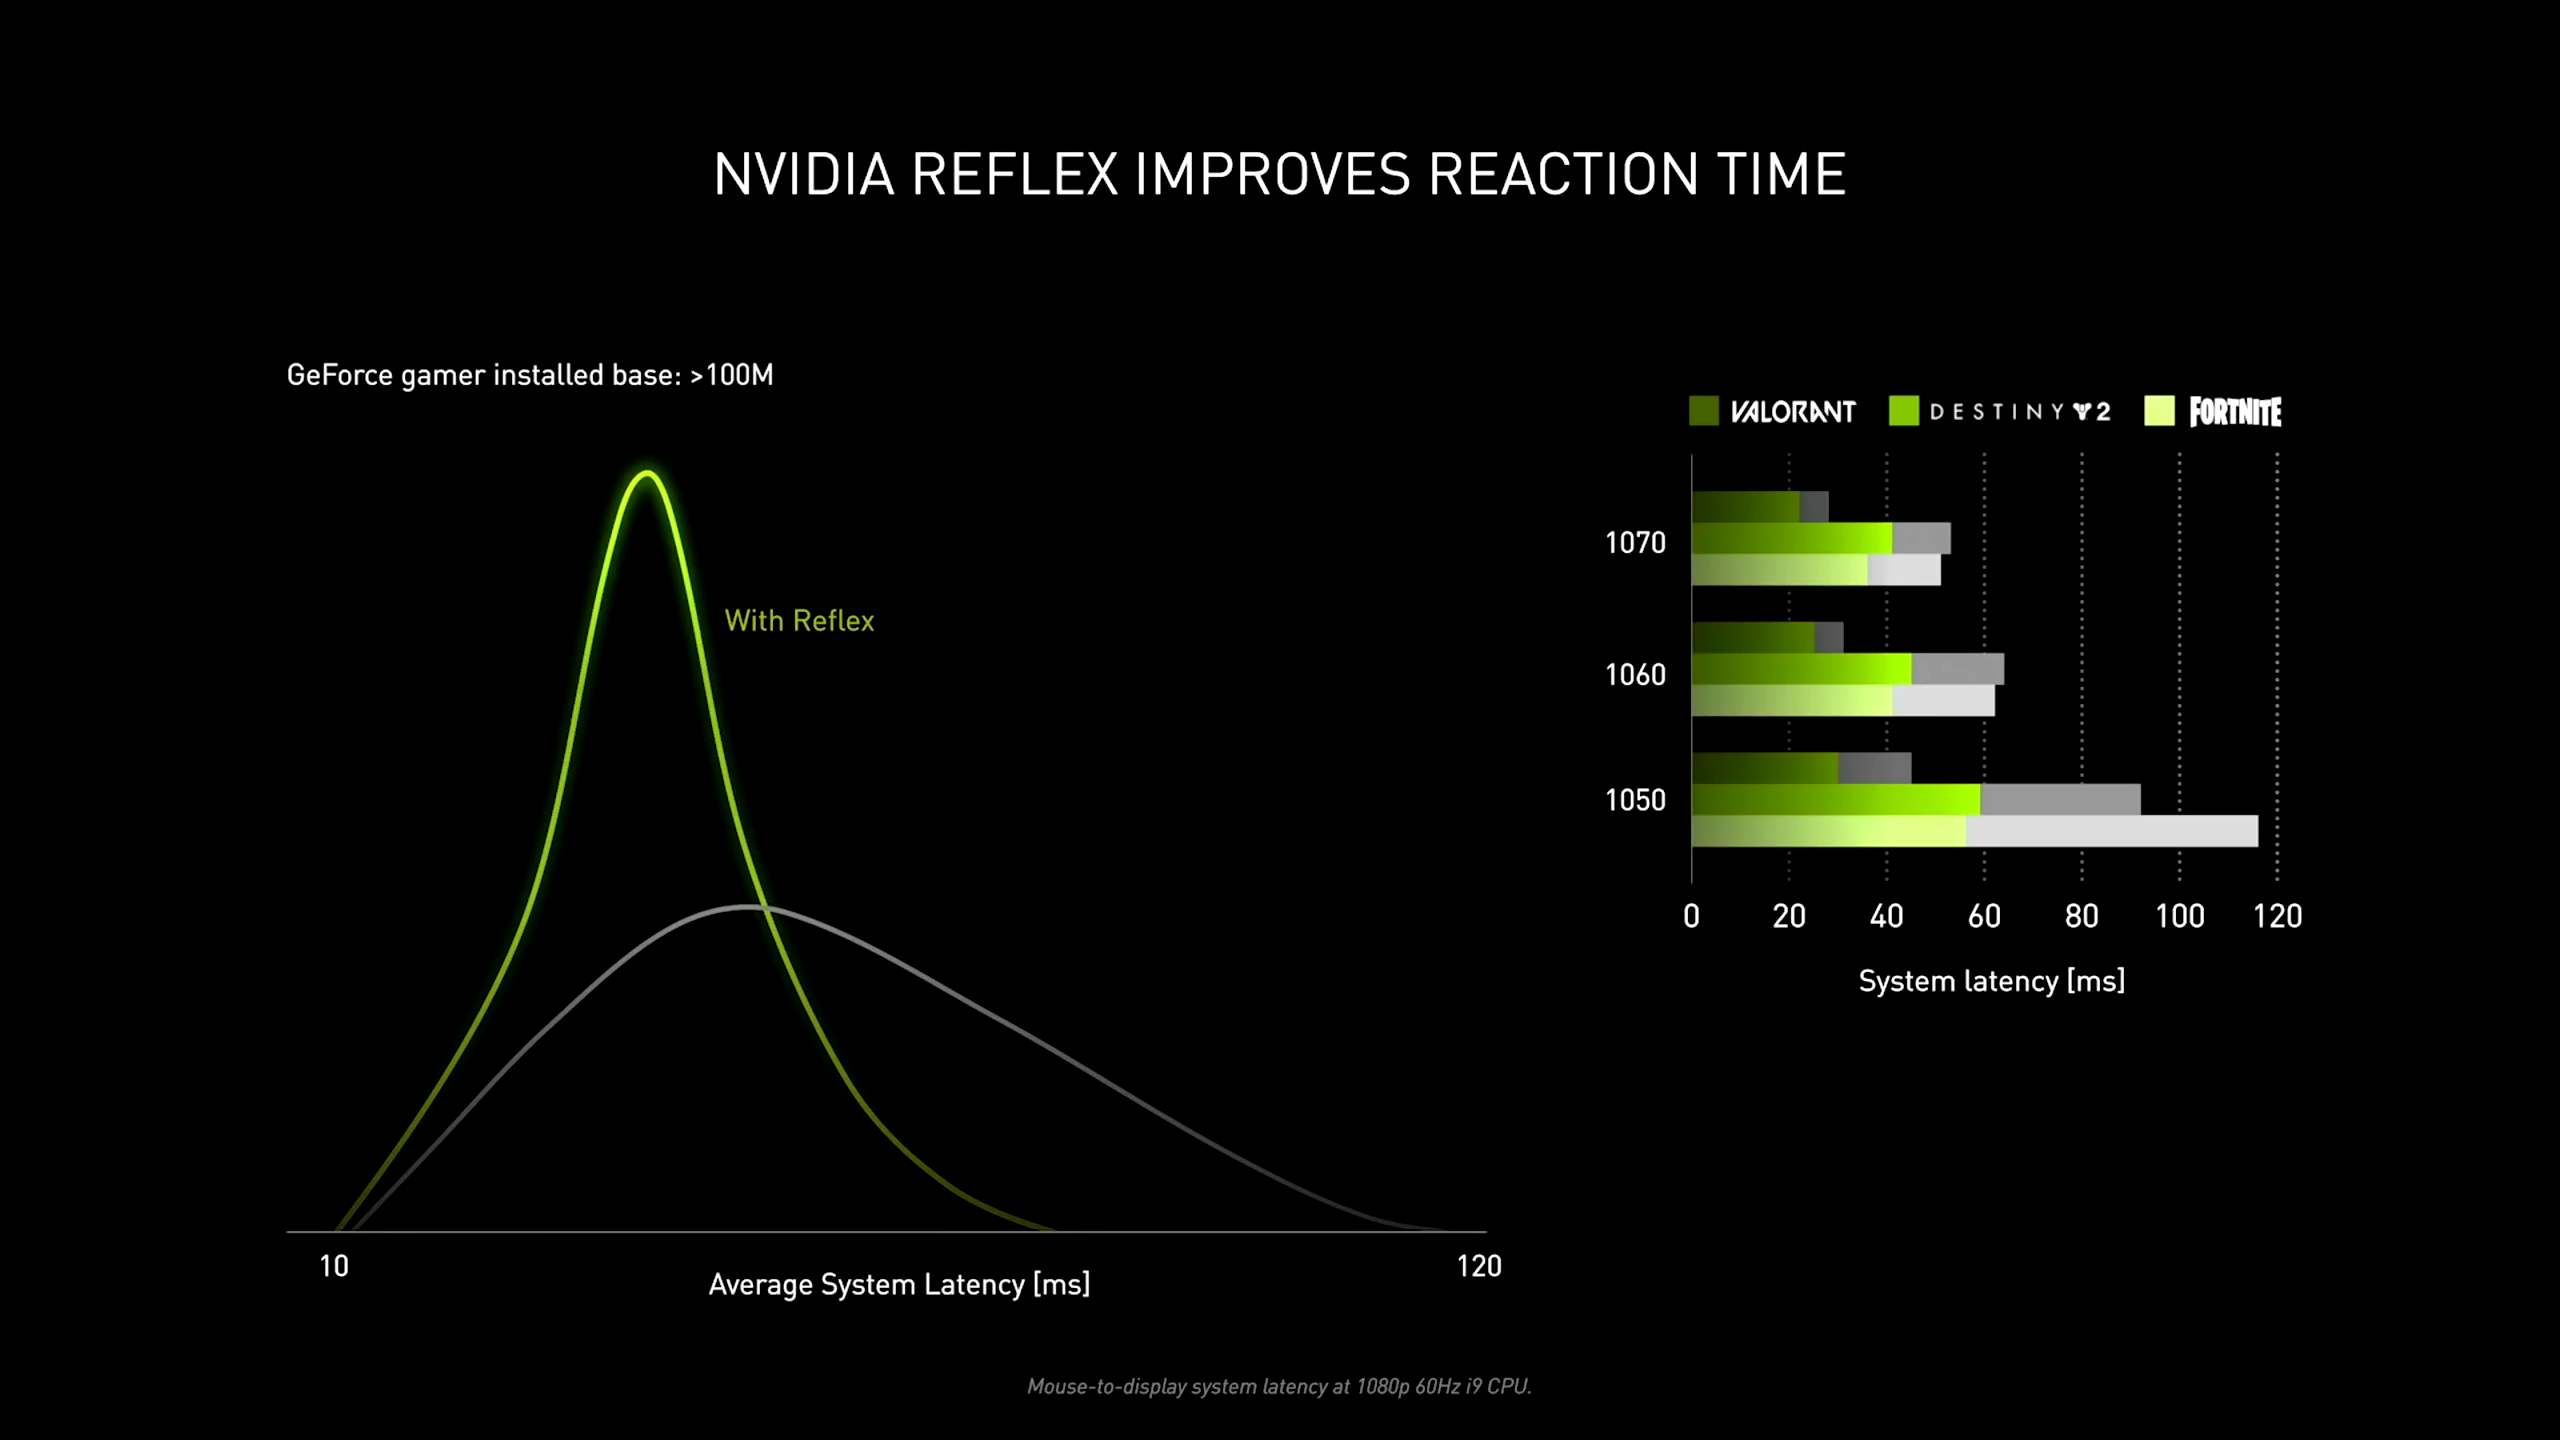 NVIDIA REFLEX IMPROVES REACTION TIME
GeForce gamer installed base: >100M
With Reflex
10
120
Average System Latency [ms]
VALORANT DESTINY 2 FORTNITE
1070
1060
1050
0 20 40 60 80 100 120
System latency [ms]
Mouse-to-display system latency at 1080p 60Hz i9 CPU.